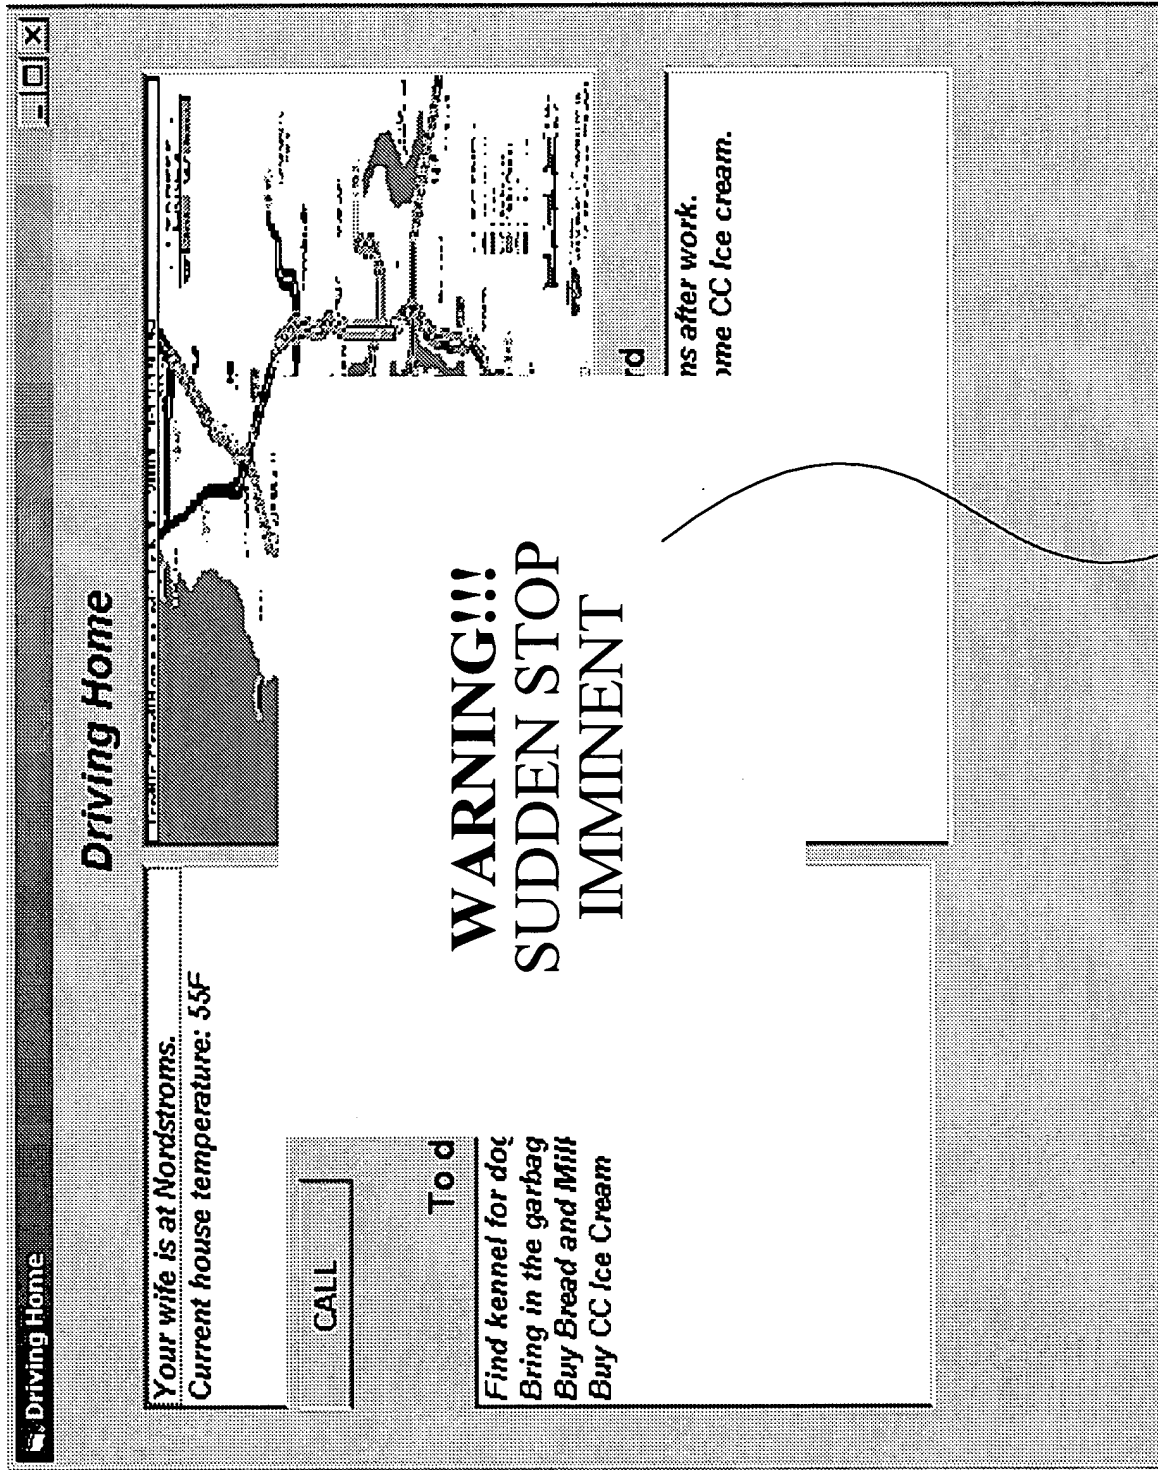 Driving Home
Driving Home
Your wife is at Nordstroms.
Current house temperature: 55F
CALL
WARNING!!!
SUDDEN STOP
IMMINENT
To d
Find kennel for dog
Bring in the garbag
Buy Bread and Milk
Buy CC Ice Cream
rd
ns after work.
ome CC Ice cream.